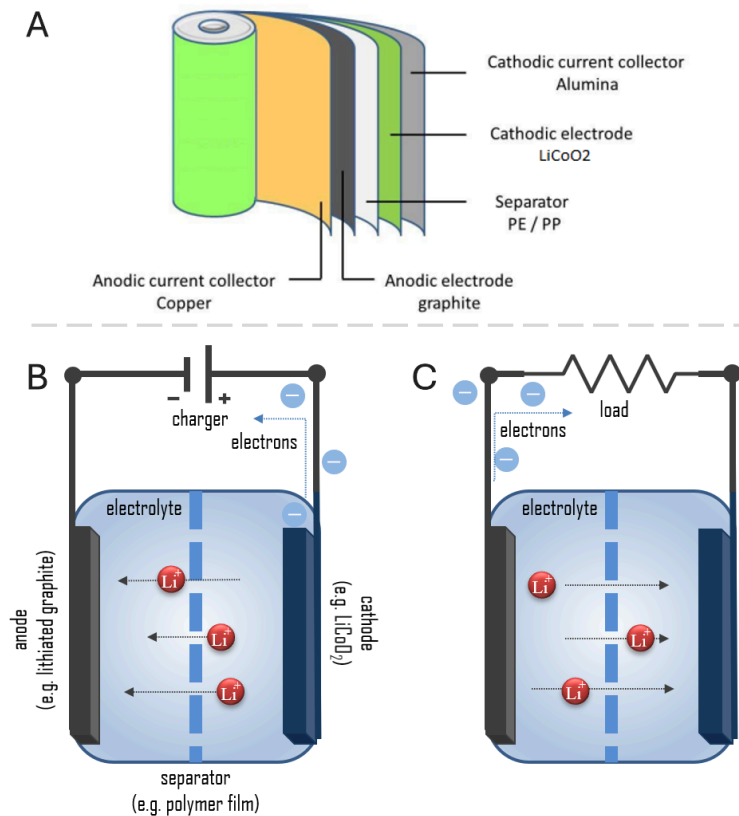 A
Cathodic current collector
Alumina
Cathodic electrode
LiCoO2
Separator
PE / PP
Anodic current collector
Copper
Anodic electrode
graphite
B
− +
charger
−
electrons
−
−
electrolyte
Li+
Li+
Li+
anode
(e.g. lithiated graphite)
cathode
(e.g. LiCoO₂)
separator
(e.g. polymer film)
C
−
−
load
electrons
−
electrolyte
Li+
Li+
Li+